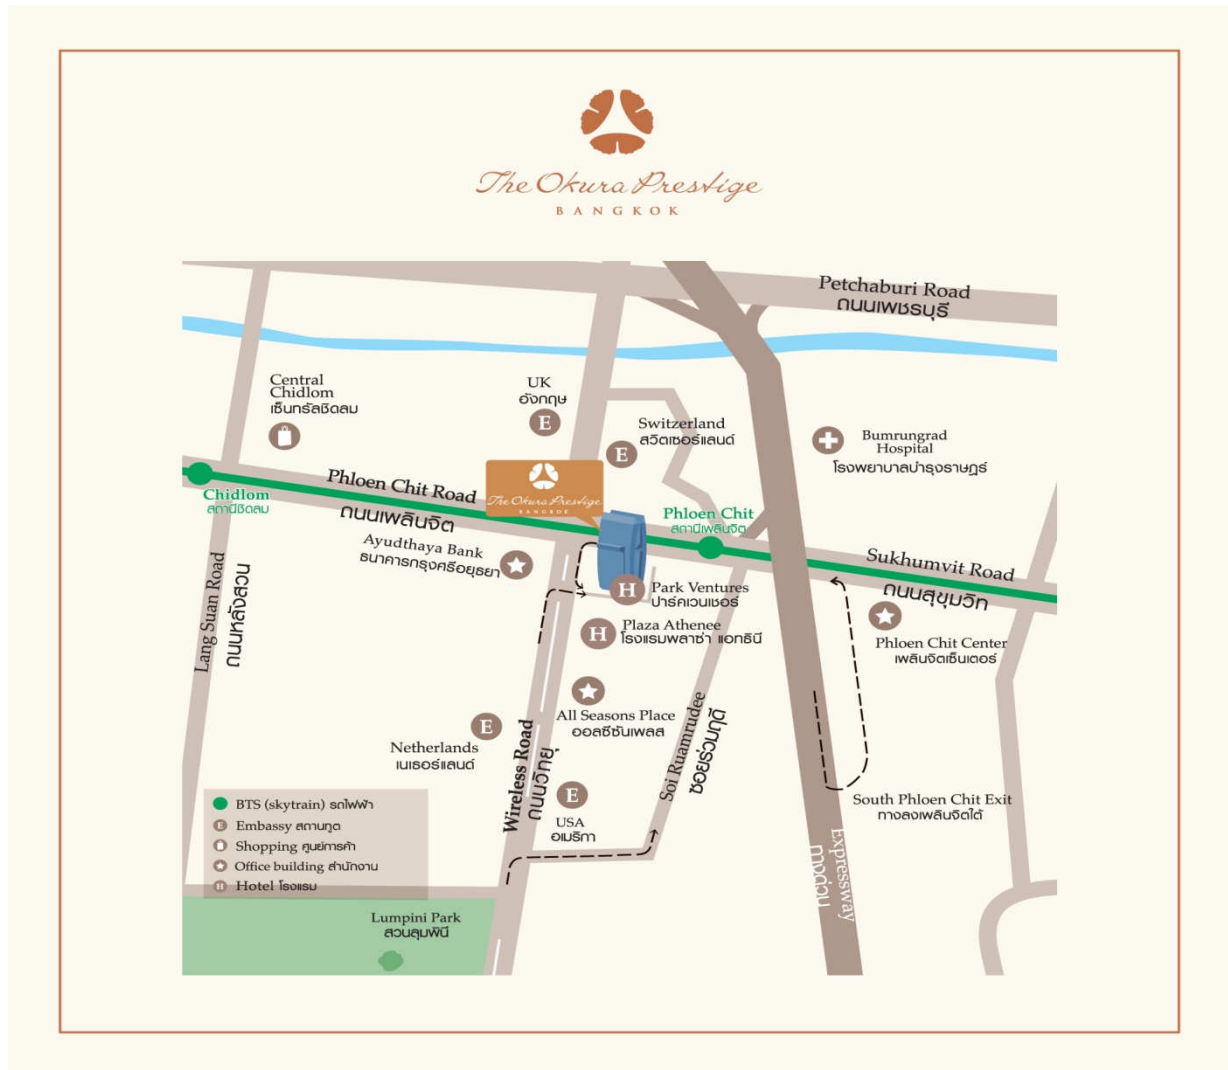 The Okura Prestige
BANGKOK
Petchaburi Road
ถนนเพชรบุรี
Central
Chidlom
เซ็นทรัลชิดลม
UK
อังกฤษ
E
Switzerland
สวิตเซอร์แลนด์
E
Bumrungrad
Hospital
โรงพยาบาลบำรุงราษฎร์
The Okura Prestige
BANGKOK
Phloen Chit Road
ถนนเพลินจิต
Chidlom
สถานีชิดลม
Phloen Chit
สถานีเพลินจิต
Ayudthaya Bank
ธนาคารกรุงศรีอยุธยา
Sukhumvit Road
ถนนสุขุมวิท
H
Park Ventures
ปาร์คเวนเชอร์
H
Plaza Athenee
โรงแรมพลาซ่า แอทธินี
Phloen Chit Center
เพลินจิตเซ็นเตอร์
Lang Suan Road
ถนนหลังสวน
All Seasons Place
ออลซีซันเพลส
E
Netherlands
เนเธอร์แลนด์
Wireless Road
ถนนวิทยุ
Soi Ruamrudee
ซอยร่วมฤดี
E
USA
อเมริกา
South Phloen Chit Exit
ทางลงเพลินจิตใต้
Expressway
ทางด่วน
BTS (skytrain) รถไฟฟ้า
E Embassy สถานทูต
Shopping ศูนย์การค้า
Office building สำนักงาน
H Hotel โรงแรม
Lumpini Park
สวนลุมพินี